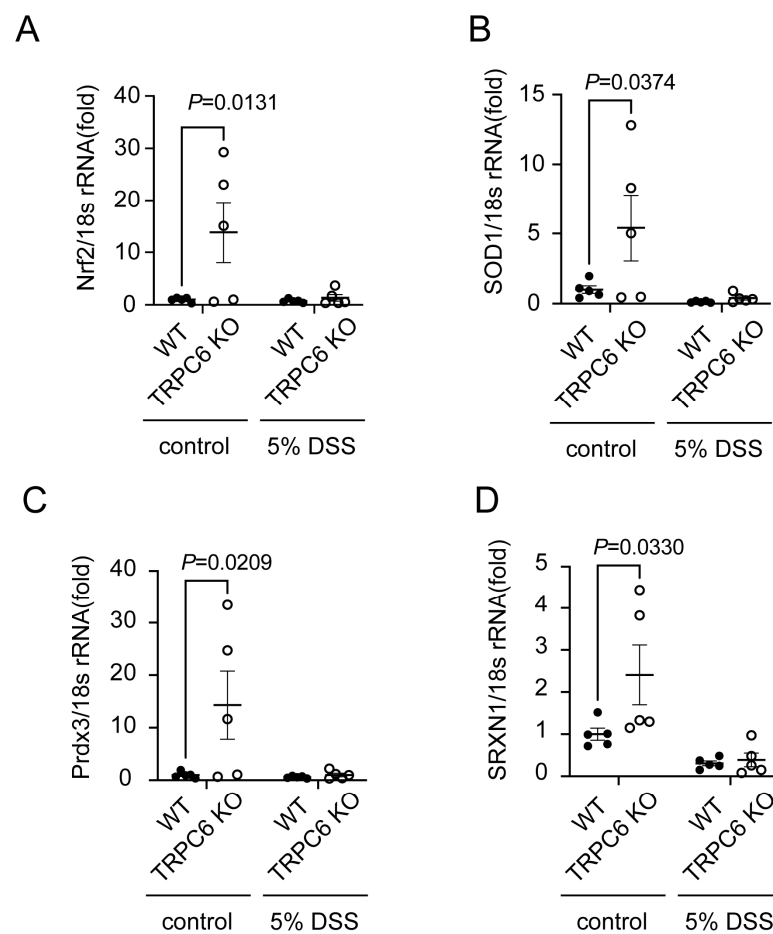 A
Nrf2/18s rRNA(fold)
P=0.0131
40
30
20
10
0
WT
TRPC6 KO
WT
TRPC6 KO
control
5% DSS
B
SOD1/18s rRNA(fold)
P=0.0374
15
10
5
0
WT
TRPC6 KO
WT
TRPC6 KO
control
5% DSS
C
Prdx3/18s rRNA(fold)
P=0.0209
40
30
20
10
0
WT
TRPC6 KO
WT
TRPC6 KO
control
5% DSS
D
SRXN1/18s rRNA(fold)
P=0.0330
5
4
3
2
1
0
WT
TRPC6 KO
WT
TRPC6 KO
control
5% DSS